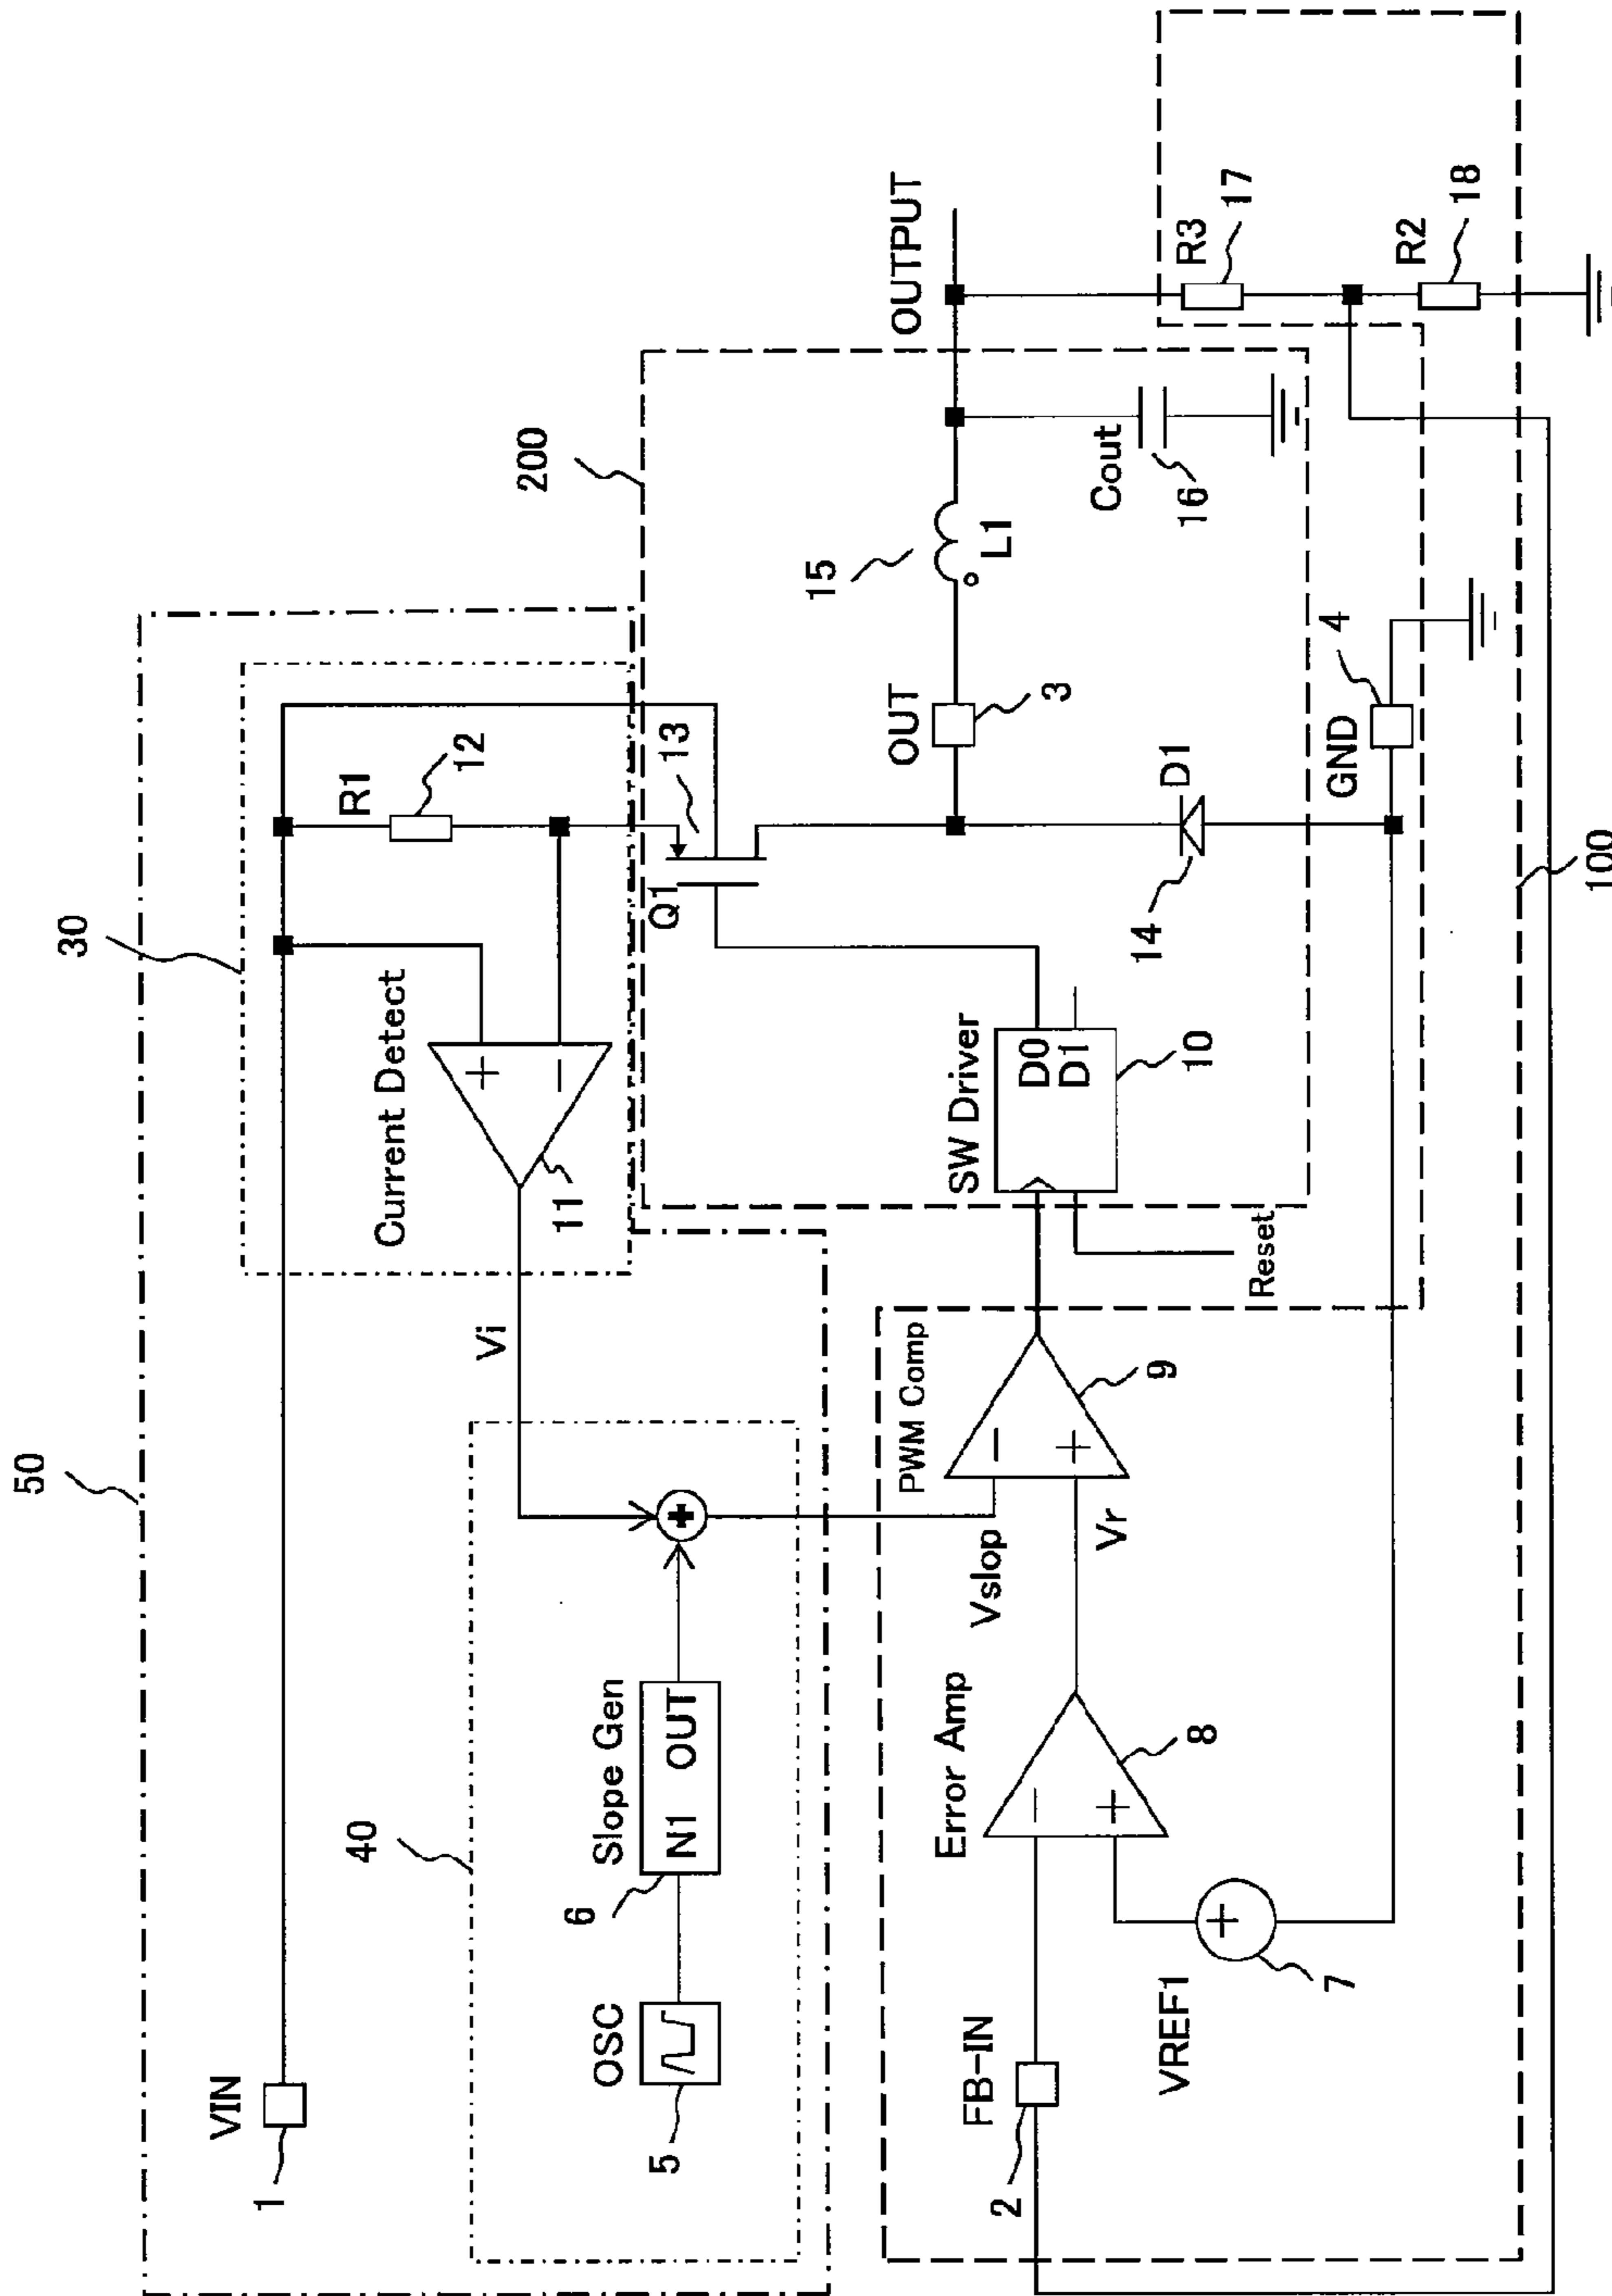 50
30
VIN
1
Current Detect
11
R1
12
Vi
40
OSC
5
Slope Gen
N1 OUT
6
200
Q1
13
OUT
3
15
L1
OUTPUT
SW Driver
D0
D1
10
Reset
14
D1
Cout
16
R3
17
R2
18
GND
4
PWM Comp
9
Vslop
Vr
Error Amp
8
FB-IN
2
VREF1
7
100